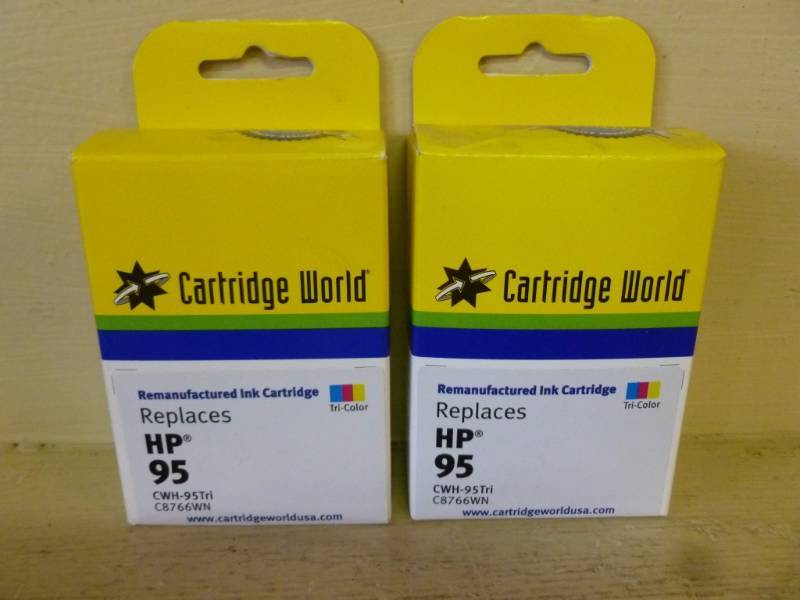 Cartridge World®
Remanufactured Ink Cartridge
Replaces
Tri-Color
HP®
95
CWH-95Tri
C8766WN
www.cartridgeworldusa.com
Cartridge World®
Remanufactured Ink Cartridge
Replaces
Tri-Color
HP®
95
CWH-95Tri
C8766WN
www.cartridgeworldusa.com